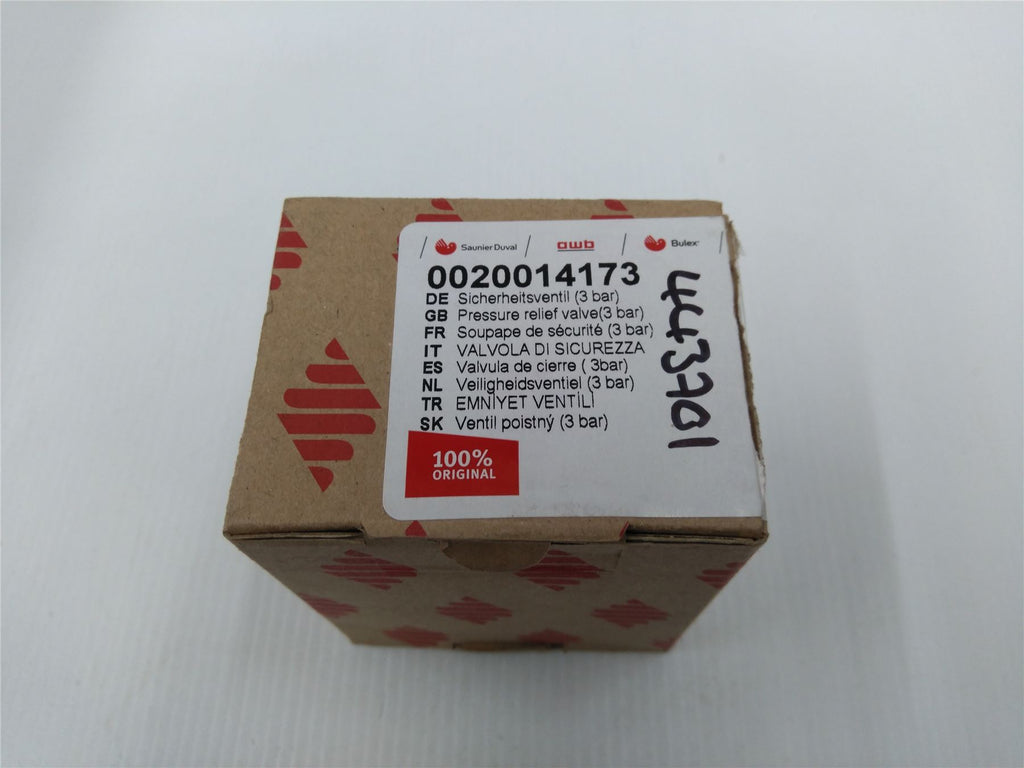 Saunier Duval awb Bulex
0020014173
DE Sicherheitsventil (3 bar)
GB Pressure relief valve(3 bar)
FR Soupape de sécurité (3 bar)
IT VALVOLA DI SICUREZZA
ES Valvula de cierre ( 3bar)
NL Veiligheidsventiel (3 bar)
TR EMNİYET VENTİLİ
SK Ventil poistný (3 bar)
100%
ORIGINAL
443701